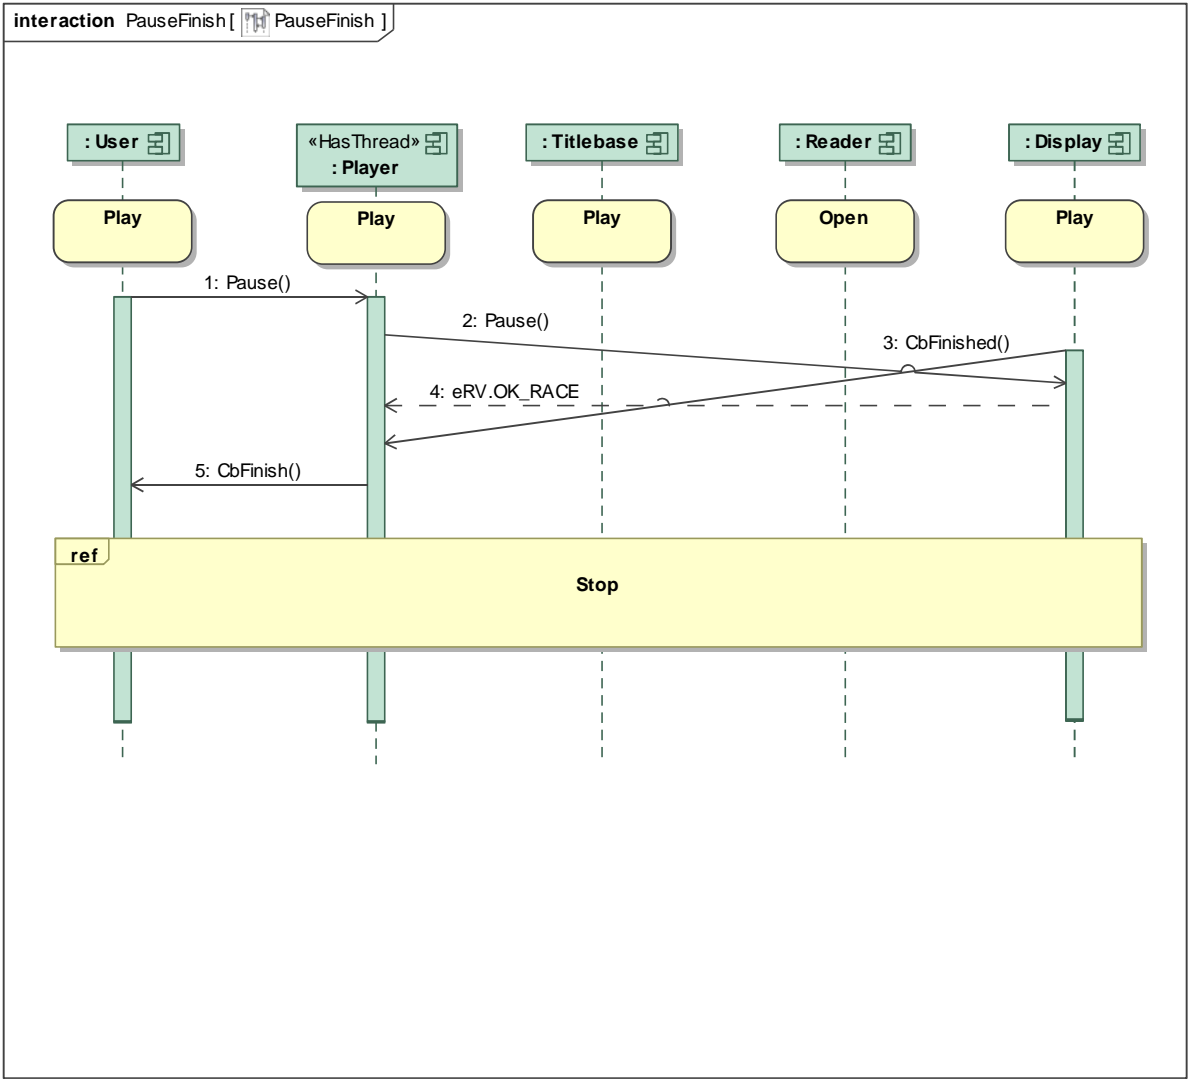 interaction PauseFinish [ PauseFinish ]
: User
«HasThread»
: Player
: Titlebase
: Reader
: Display
Play
Play
Play
Open
Play
1: Pause()
2: Pause()
3: CbFinished()
4: eRV.OK_RACE
5: CbFinish()
ref
Stop